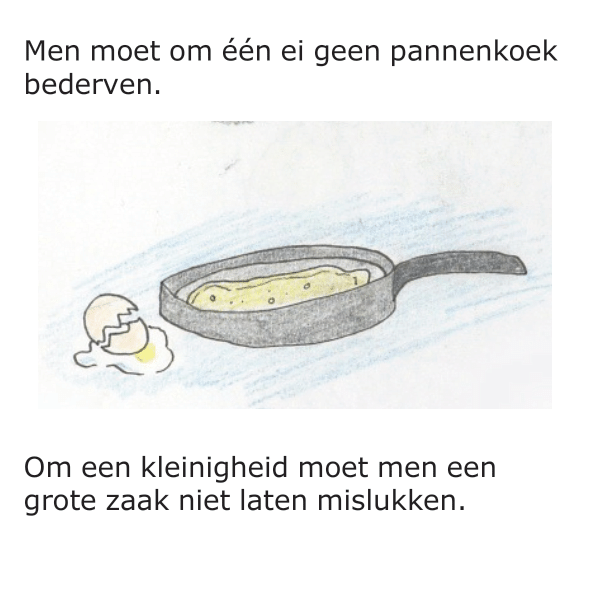 Men moet om één ei geen pannenkoek
bederven.
Om een kleinigheid moet men een
grote zaak niet laten mislukken.